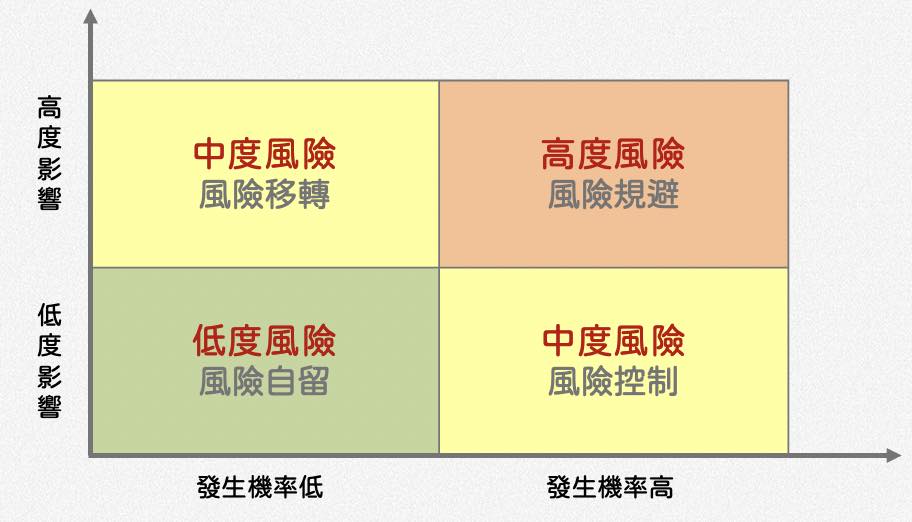 高度影響
中度風險
風險移轉
高度風險
風險規避
低度影響
低度風險
風險自留
中度風險
風險控制
發生機率低
發生機率高